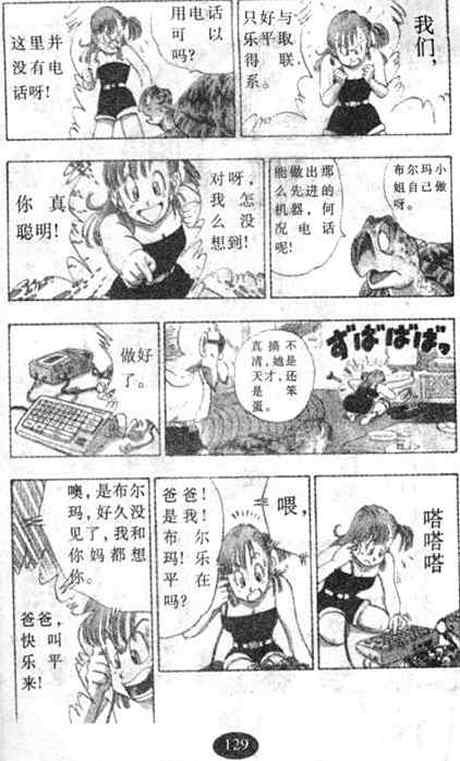 我们，
只好与
乐平取
得联
系。
用电话
可以
吗？
这里并
没有电
话呀！
布尔玛小
姐自己做
呀。
能做出那
么先进的
机器，何
况电话
呢！
对呀，
我怎
么没
想到！
你真
聪明！
ずばばばっ
真搞不
清，她是
天才，还
是笨
蛋。
做好
了。
嗒嗒嗒
喂，
爸爸！
是我！
布尔
玛！乐
平在
吗？
噢，是布尔
玛，好久没
见了，我和
你妈都想
你。
爸爸，
快叫
乐平
来！
129